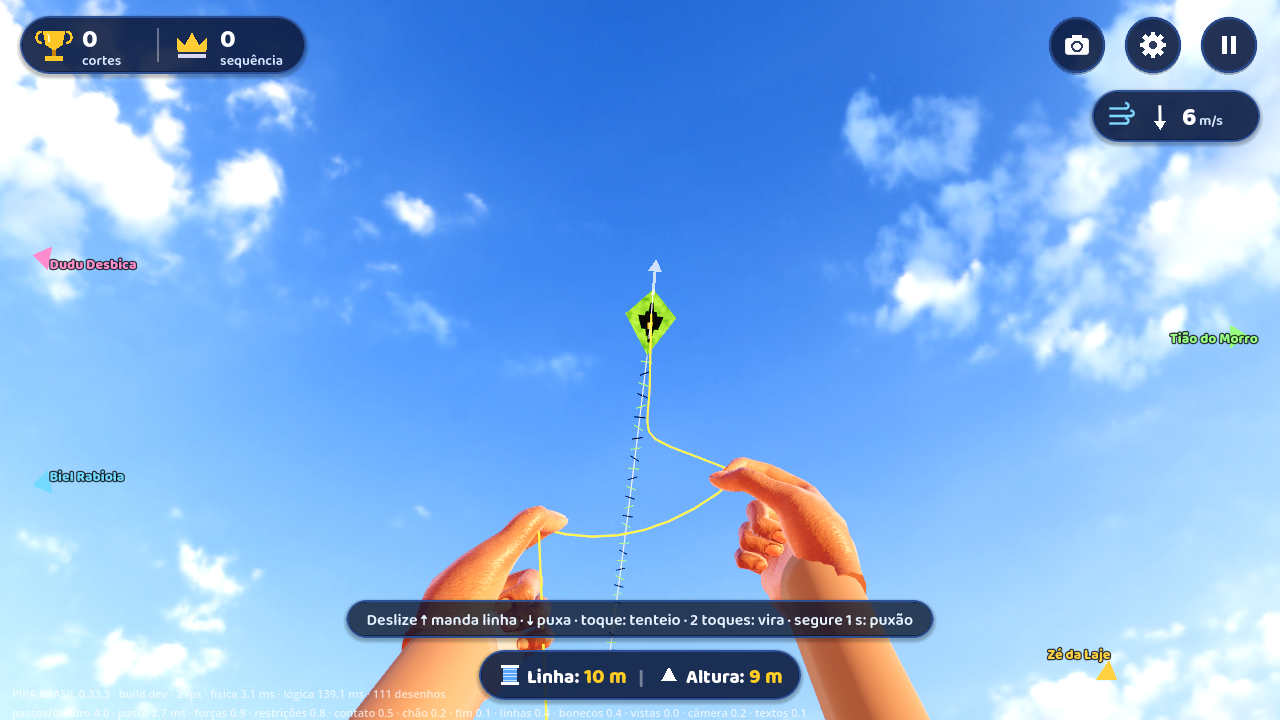 0
cortes
0
sequência
6 m/s
Dudu Desbica
Tião do Morro
Biel Rabiola
Deslize ↑ manda linha · ↓ puxa · toque: tenteio · 2 toques: vira · segure 1 s: puxão
Zé da Laje
Linha: 10 m | Altura: 9 m
PIPA BRASIL 0.33.3 · build dev · 2 fps · física 3.1 ms · lógica 139.1 ms · 111 desenhos
4.0 · 2.7 ms · forças 0.9 · restrições 0.8 · contato 0.5 · chão 0.2 · fim 0.1 · linhas 0.4 · bonecos 0.4 · vistas 0.0 · câmera 0.2 · textos 0.1